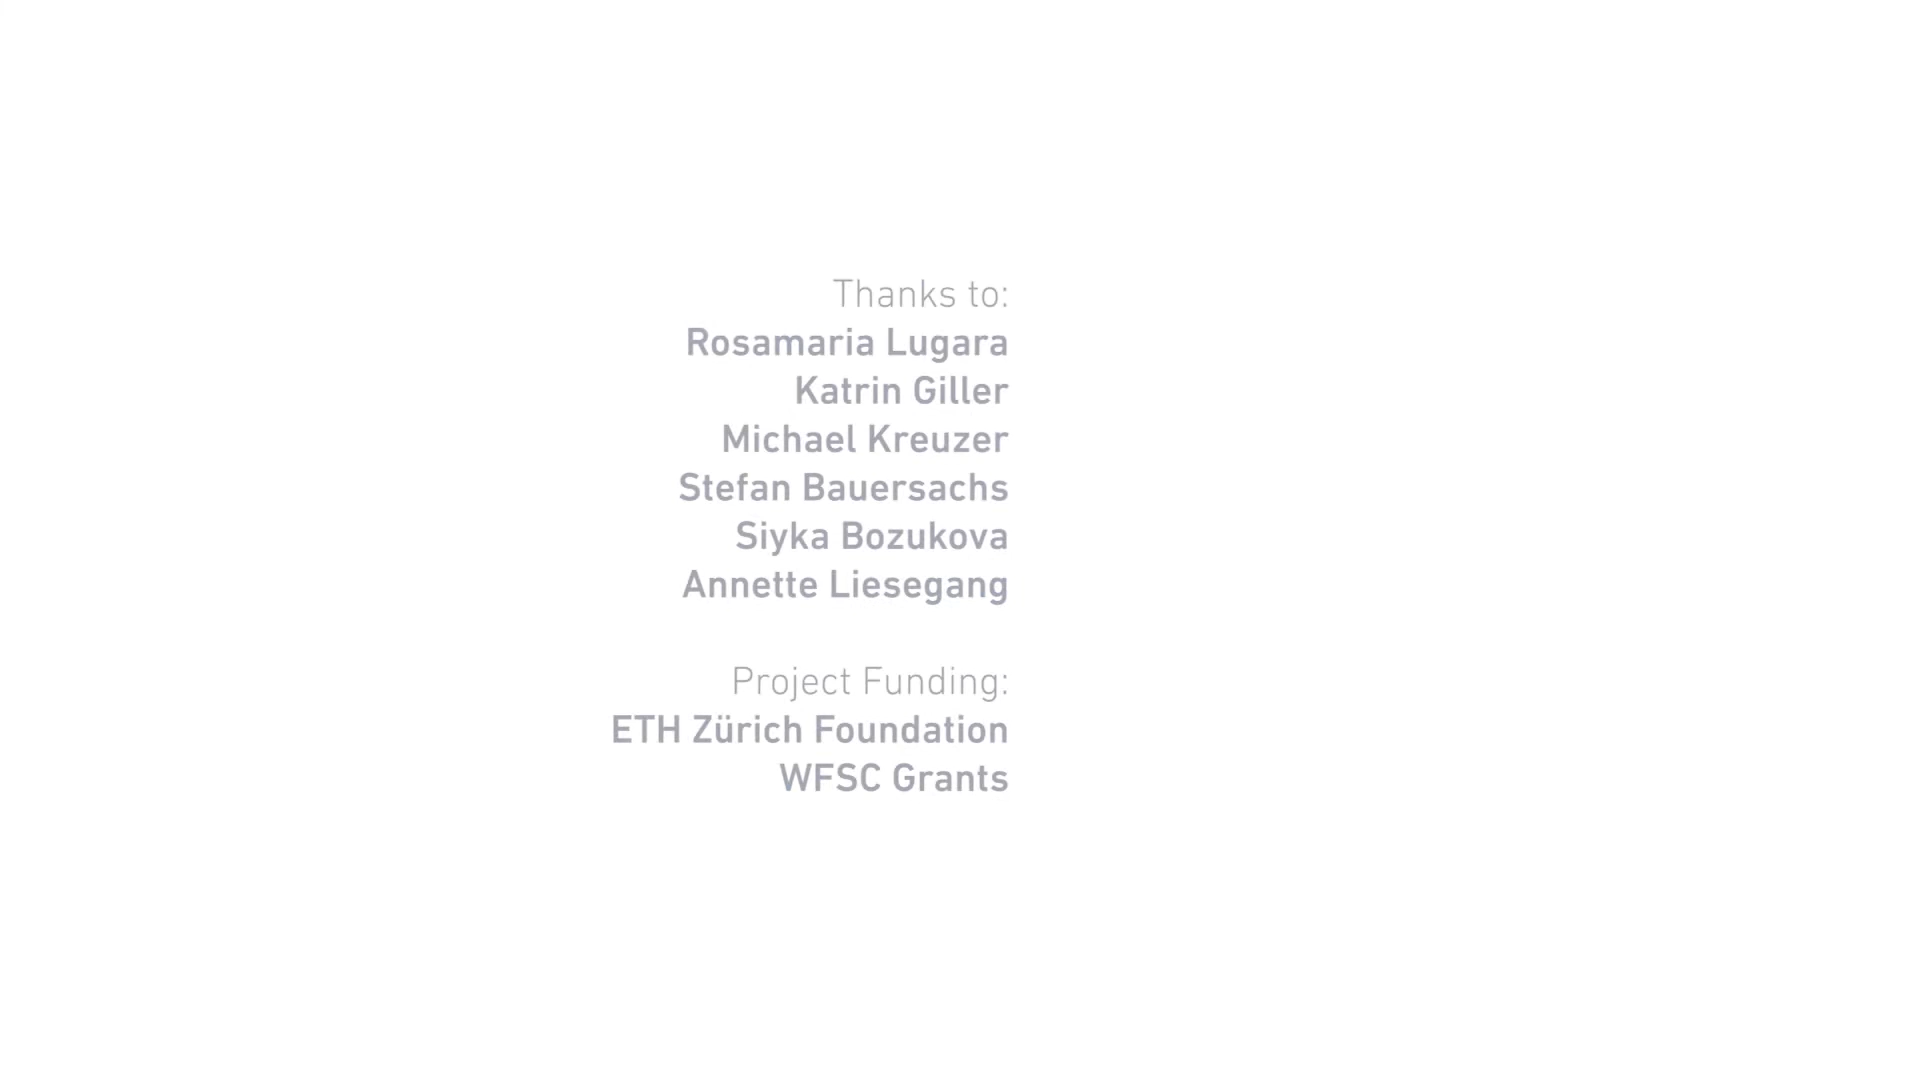 Thanks to:
Rosamaria Lugara
Katrin Giller
Michael Kreuzer
Stefan Bauersachs
Siyka Bozukova
Annette Liesegang
Project Funding:
ETH Zürich Foundation
WFSC Grants